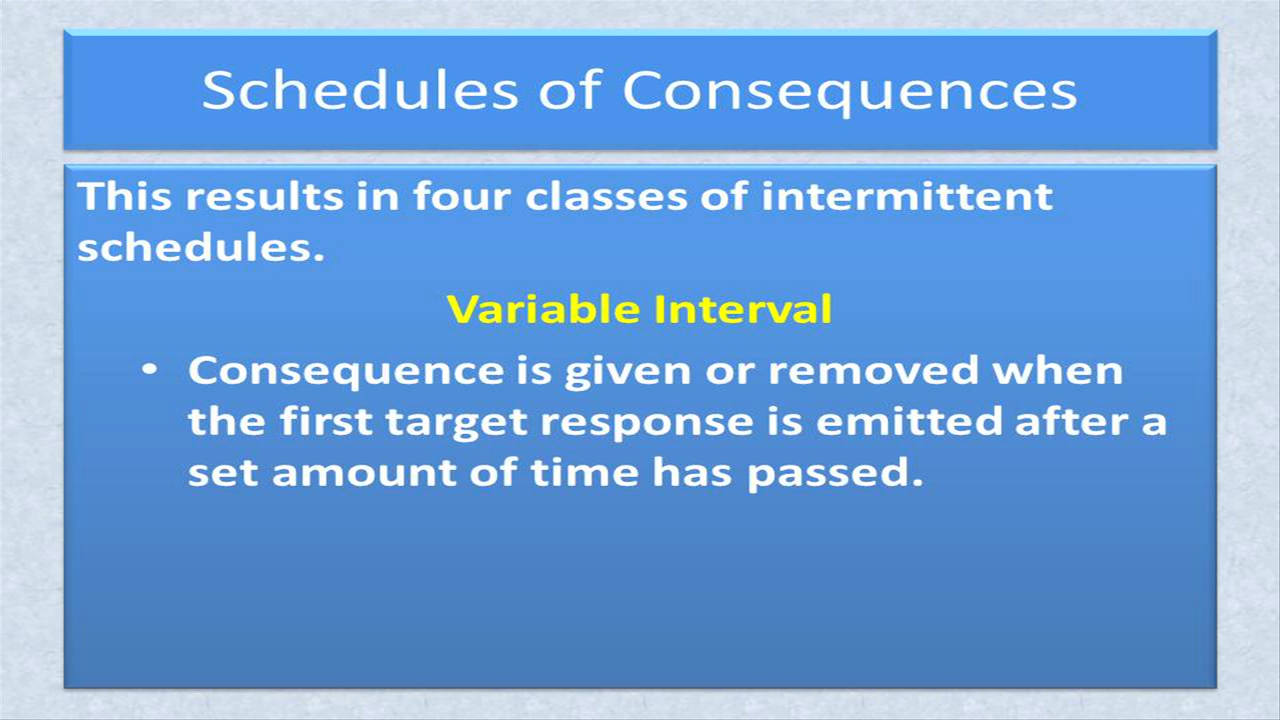 Schedules of Consequences
This results in four classes of intermittent
schedules.
Variable Interval
• Consequence is given or removed when
the first target response is emitted after a
set amount of time has passed.